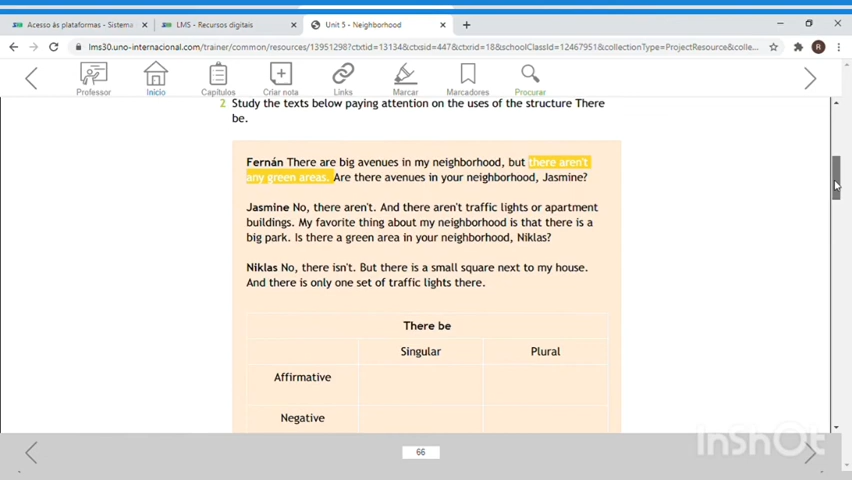 Acesso às plataformas - Sistema
LMS - Recursos digitais
Unit 5 - Neighborhood
lms30.uno-internacional.com/trainer/common/resources/13951298?ctxtid=13134&ctxsid=447&ctxrid=18&schoolClassId=12467951&collectionType=ProjectResource&colle...
R
Professor
Início
Capítulos
Criar nota
Links
Marcar
Marcadores
Procurar
2 Study the texts below paying attention on the uses of the structure There
be.
Fernán There are big avenues in my neighborhood, but there aren't
any green areas. Are there avenues in your neighborhood, Jasmine?
Jasmine No, there aren't. And there aren't traffic lights or apartment
buildings. My favorite thing about my neighborhood is that there is a
big park. Is there a green area in your neighborhood, Niklas?
Niklas No, there isn't. But there is a small square next to my house.
And there is only one set of traffic lights there.
There be
Singular Plural
Affirmative
Negative
66
InShOt